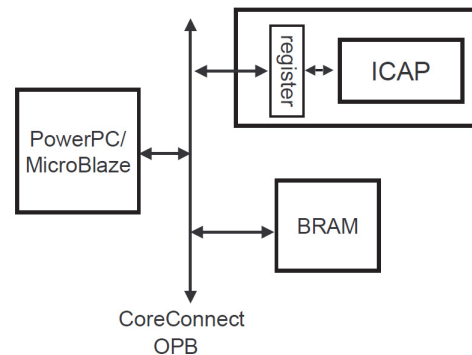 register
ICAP
PowerPC/
MicroBlaze
BRAM
CoreConnect
OPB